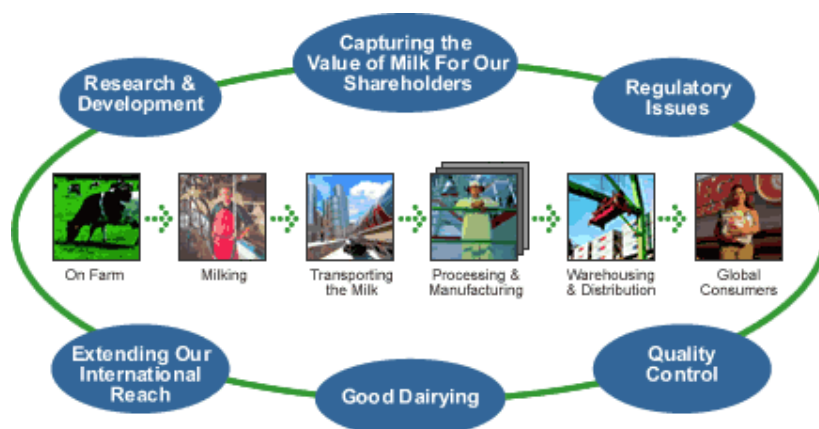 Capturing the
Value of Milk For Our
Shareholders
Research &
Development
Regulatory
Issues
On Farm
Milking
Transporting
the Milk
Processing &
Manufacturing
Warehousing
& Distribution
Global
Consumers
Extending Our
International
Reach
Good Dairying
Quality
Control